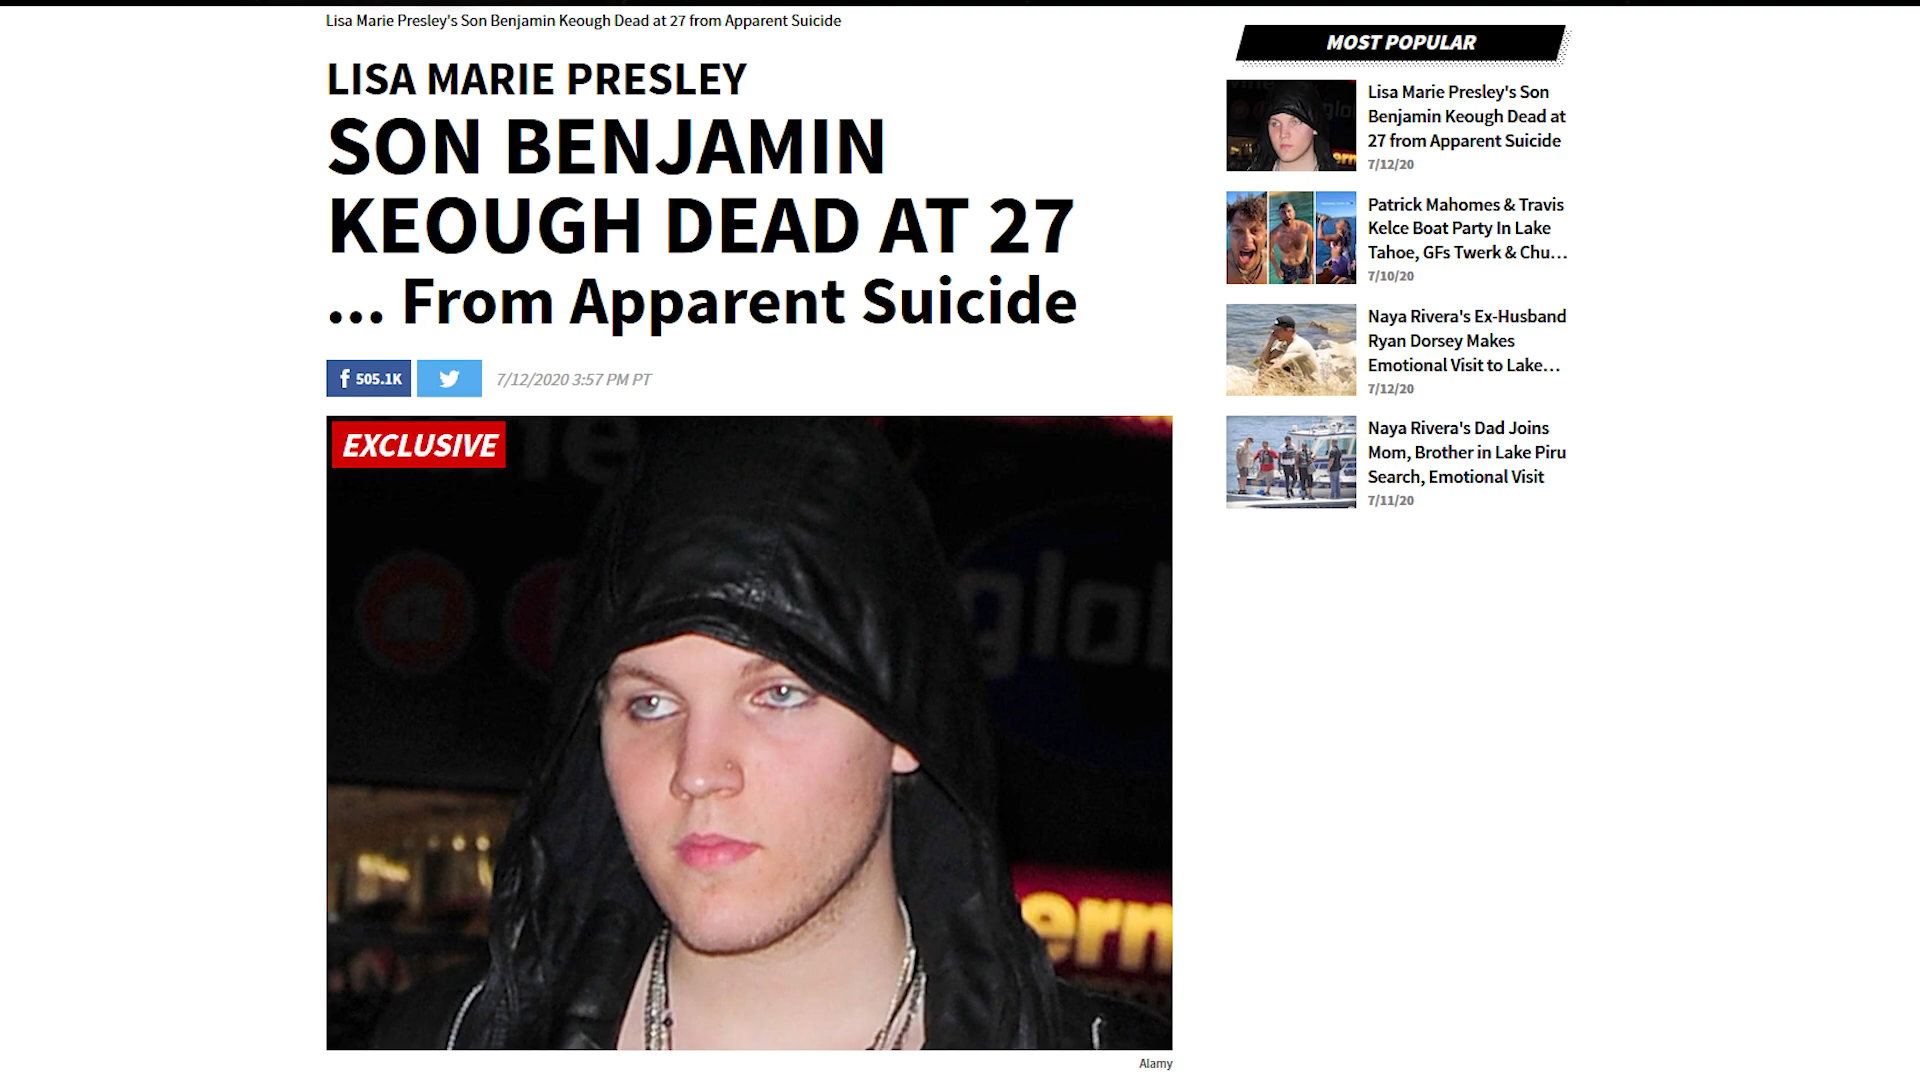 Lisa Marie Presley's Son Benjamin Keough Dead at 27 from Apparent Suicide
LISA MARIE PRESLEY
SON BENJAMIN
KEOUGH DEAD AT 27
... From Apparent Suicide
f 505.1K
7/12/2020 3:57 PM PT
EXCLUSIVE
glo
ern
Alamy
MOST POPULAR
Lisa Marie Presley's Son
Benjamin Keough Dead at
27 from Apparent Suicide
7/12/20
Patrick Mahomes & Travis
Kelce Boat Party In Lake
Tahoe, GFs Twerk & Chu...
7/10/20
Naya Rivera's Ex-Husband
Ryan Dorsey Makes
Emotional Visit to Lake...
7/12/20
Naya Rivera's Dad Joins
Mom, Brother in Lake Piru
Search, Emotional Visit
7/11/20